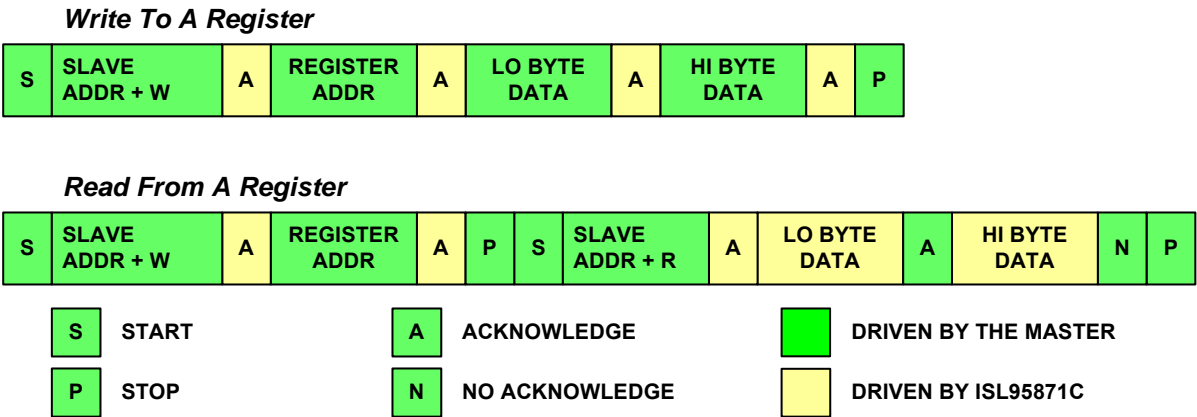 Write To A Register
S SLAVE ADDR + W A REGISTER ADDR A LO BYTE DATA A HI BYTE DATA A P
Read From A Register
S SLAVE ADDR + W A REGISTER ADDR A P S SLAVE ADDR + R A LO BYTE DATA A HI BYTE DATA N P
S START A ACKNOWLEDGE DRIVEN BY THE MASTER
P STOP N NO ACKNOWLEDGE DRIVEN BY ISL95871C